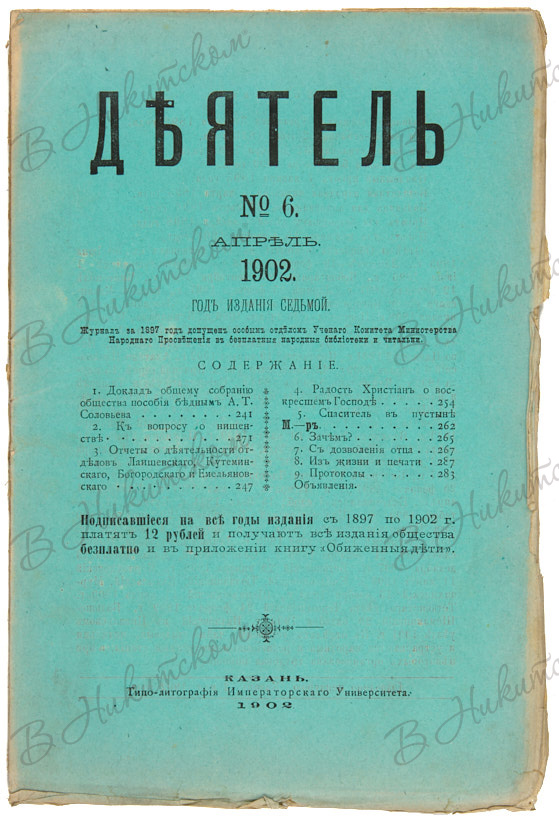 ДѢЯТЕЛЬ
№ 6.
АПРѢЛЬ.
1902.
ГОДЪ ИЗДАНІЯ СЕДЬМОЙ.
Журналъ за 1897 годъ допущенъ особымъ отдѣломъ Ученаго Комитета Министерства
Народнаго Просвѣщенія въ безплатныя народныя библіотеки и читальни.
СОДЕРЖАНІЕ.
1. Докладъ общему собранію
общества пособія бѣднымъ А. Т.
Соловьева . . . . . . . . 241
2. Къ вопросу о нищен-
ствѣ . . . . . . . . . . 271
3. Отчеты о дѣятельности от-
дѣловъ Лаишевскаго, Кутемин-
скаго, Богородскаго и Емельянов-
скаго . . . . . . . . . . 247
4. Радость Христіанъ о вос-
кресшемъ Господѣ . . . . . 254
5. Спаситель въ пустынѣ
М.—ръ . . . . . . . . . . 262
6. Зачѣмъ? . . . . . . . . 265
7. Съ дозволенія отца . . 267
8. Изъ жизни и печати . 287
9. Протоколы . . . . . . 283
Объявленія.
Подписавшіеся на всѣ годы изданія съ 1897 по 1902 г.
платятъ 12 рублей и получаютъ всѣ изданія общества
безплатно и въ приложеніи книгу «Обиженныя дѣти».
КАЗАНЬ.
Типо-литографія Императорскаго Университета.
1902
В Никитском